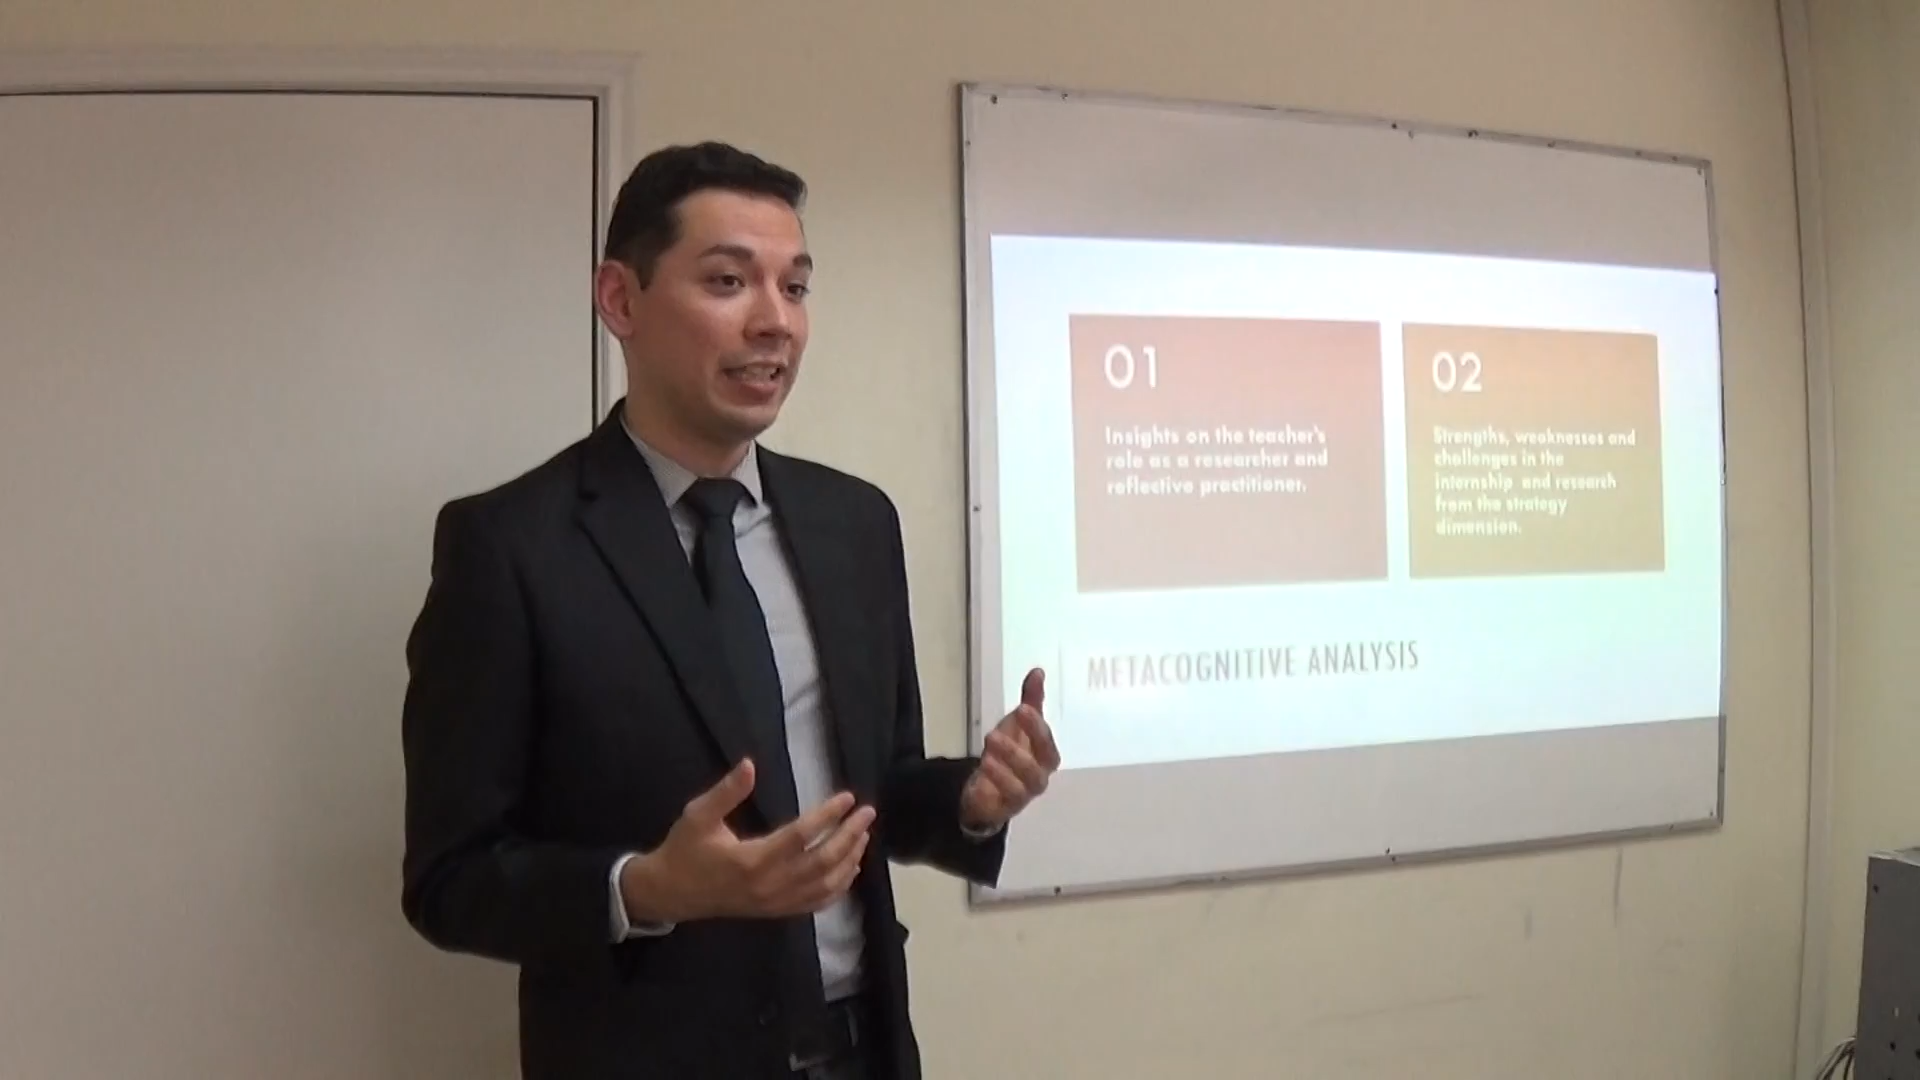 01
Insights on the teacher's
role as a researcher and
reflective practitioner.
02
Strengths, weaknesses and
challenges in the
internship and research
from the strategy
dimension.
METACOGNITIVE ANALYSIS